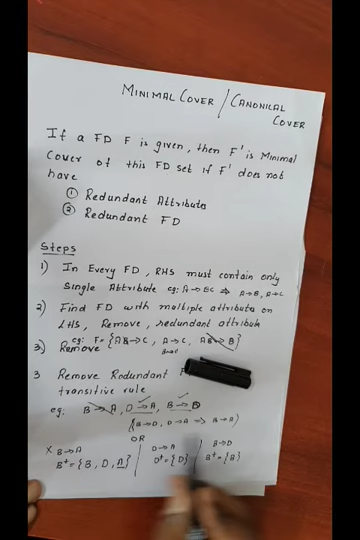 MINIMAL COVER / CANONICAL
COVER
If a FD F is given, then F' is Minimal
Cover of this FD set if F' does not
have
① Redundant Attribute
② Redundant FD
Steps
1) In Every FD, RHS must contain only
Single Attribute eg: A→BC ⇒ A→B, A→C
2) Find FD with multiple attributes on
LHS, Remove, redundant attribute
eg: F= {AB→C, A→C, AB→B}
3) Remove
3 Remove Redundant F
transitive rule
eg: B→A, D→A, B→D
(B→D, D→A ⇒ B→A)
OR
X B→A | D→A | B→D
B⁺= {B, D, A} | D⁺= {D} | B⁺= {B}